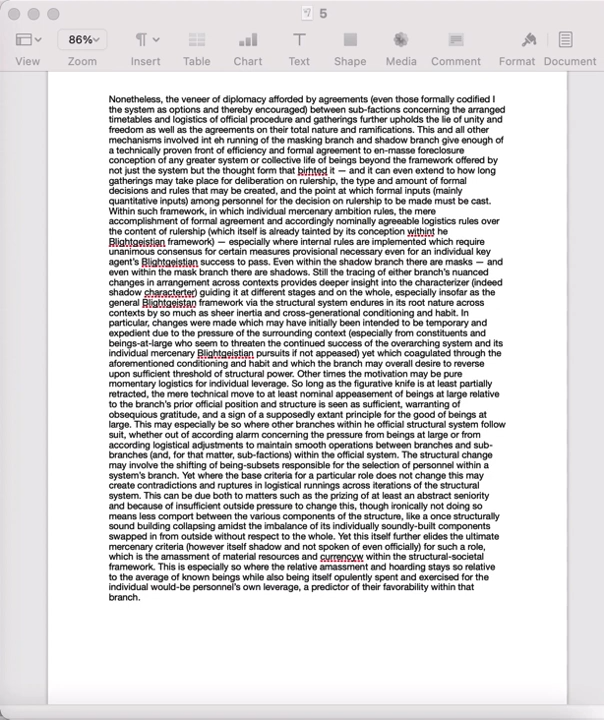 5
86%
View
Zoom
Insert
Table
Chart
Text
Shape
Media
Comment
Format
Document
Nonetheless, the veneer of diplomacy afforded by agreements (even those formally codified I
the system as options and thereby encouraged) between sub-factions concerning the arranged
timetables and logistics of official procedure and gatherings further upholds the lie of unity and
freedom as well as the agreements on their total nature and ramifications. This and all other
mechanisms involved int eh running of the masking branch and shadow branch give enough of
a technically proven front of efficiency and formal agreement to en-masse foreclosure
conception of any greater system or collective life of beings beyond the framework offered by
not just the system but the thought form that birhted it — and it can even extend to how long
gatherings may take place for deliberation on rulership, the type and amount of formal
decisions and rules that may be created, and the point at which formal inputs (mainly
quantitative inputs) among personnel for the decision on rulership to be made must be cast.
Within such framework, in which individual mercenary ambition rules, the mere
accomplishment of formal agreement and accordingly nominally agreeable logistics rules over
the content of rulership (which itself is already tainted by its conception withint he
Blightgeistian framework) — especially where internal rules are implemented which require
unanimous consensus for certain measures provisional necessary even for an individual key
agent's Blightgeistian success to pass. Even within the shadow branch there are masks — and
even within the mask branch there are shadows. Still the tracing of either branch's nuanced
changes in arrangement across contexts provides deeper insight into the characterizer (indeed
shadow characterter) guiding it at different stages and on the whole, especially insofar as the
general Blightgeistan framework via the structural system endures in its root nature across
contexts by so much as sheer inertia and cross-generational conditioning and habit. In
particular, changes were made which may have initially been intended to be temporary and
expedient due to the pressure of the surrounding context (especially from constituents and
beings-at-large who seem to threaten the continued success of the overarching system and its
individual mercenary Blightgeistian pursuits if not appeased) yet which coagulated through the
aforementioned conditioning and habit and which the branch may overall desire to reverse
upon sufficient threshold of structural power. Other times the motivation may be pure
momentary logistics for individual leverage. So long as the figurative knife is at least partially
retracted, the mere technical move to at least nominal appeasement of beings at large relative
to the branch's prior official position and structure is seen as sufficient, warranting of
obsequious gratitude, and a sign of a supposedly extant principle for the good of beings at
large. This may especially be so where other branches within he official structural system follow
suit, whether out of according alarm concerning the pressure from beings at large or from
according logistical adjustments to maintain smooth operations between branches and sub-
branches (and, for that matter, sub-factions) within the official system. The structural change
may involve the shifting of being-subsets responsible for the selection of personnel within a
system's branch. Yet where the base criteria for a particular role does not change this may
create contradictions and ruptures in logistical runnings across iterations of the structural
system. This can be due both to matters such as the prizing of at least an abstract seniority
and because of insufficient outside pressure to change this, though ironically not doing so
means less comport between the various components of the structure, like a once structurally
sound building collapsing amidst the imbalance of its individually soundly-built components
swapped in from outside without respect to the whole. Yet this itself further elides the ultimate
mercenary criteria (however itself shadow and not spoken of even officially) for such a role,
which is the amassment of material resources and currencyw within the structural-societal
framework. This is especially so where the relative amassment and hoarding stays so relative
to the average of known beings while also being itself opulently spent and exercised for the
individual would-be personnel's own leverage, a predictor of their favorability within that
branch.